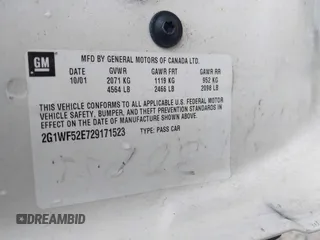 GM
MFD BY GENERAL MOTORS OF CANADA LTD.
DATE GVWR GAWR FRT GAWR RR
10/01 2071 KG 1119 KG 952 KG
4564 LB 2466 LB 2098 LB
THIS VEHICLE CONFORMS TO ALL APPLICABLE U.S. FEDERAL MOTOR
VEHICLE SAFETY, BUMPER, AND THEFT PREVENTION STANDARDS IN
EFFECT ON THE DATE OF MANUFACTURE SHOWN ABOVE.
2G1WF52E729171523 TYPE: PASS CAR
DREAMBID